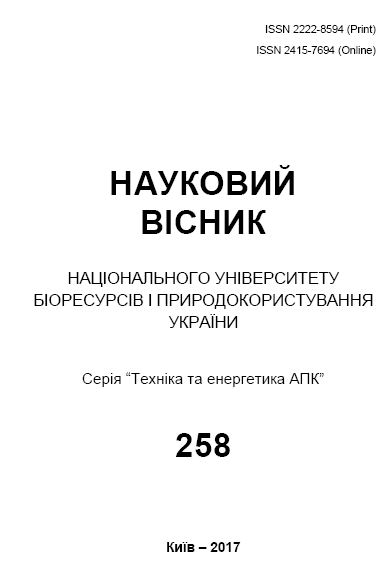 ISSN 2222-8594 (Print)
ISSN 2415-7694 (Online)
НАУКОВИЙ
ВІСНИК
НАЦІОНАЛЬНОГО УНІВЕРСИТЕТУ
БІОРЕСУРСІВ І ПРИРОДОКОРИСТУВАННЯ
УКРАЇНИ
Серія “Техніка та енергетика АПК”
258
Київ – 2017